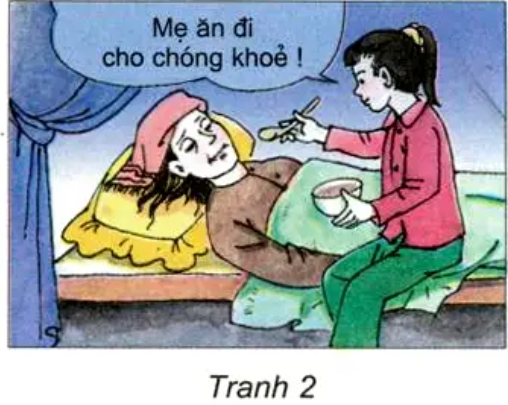 Mẹ ăn đi
cho chóng khoẻ !
Tranh 2